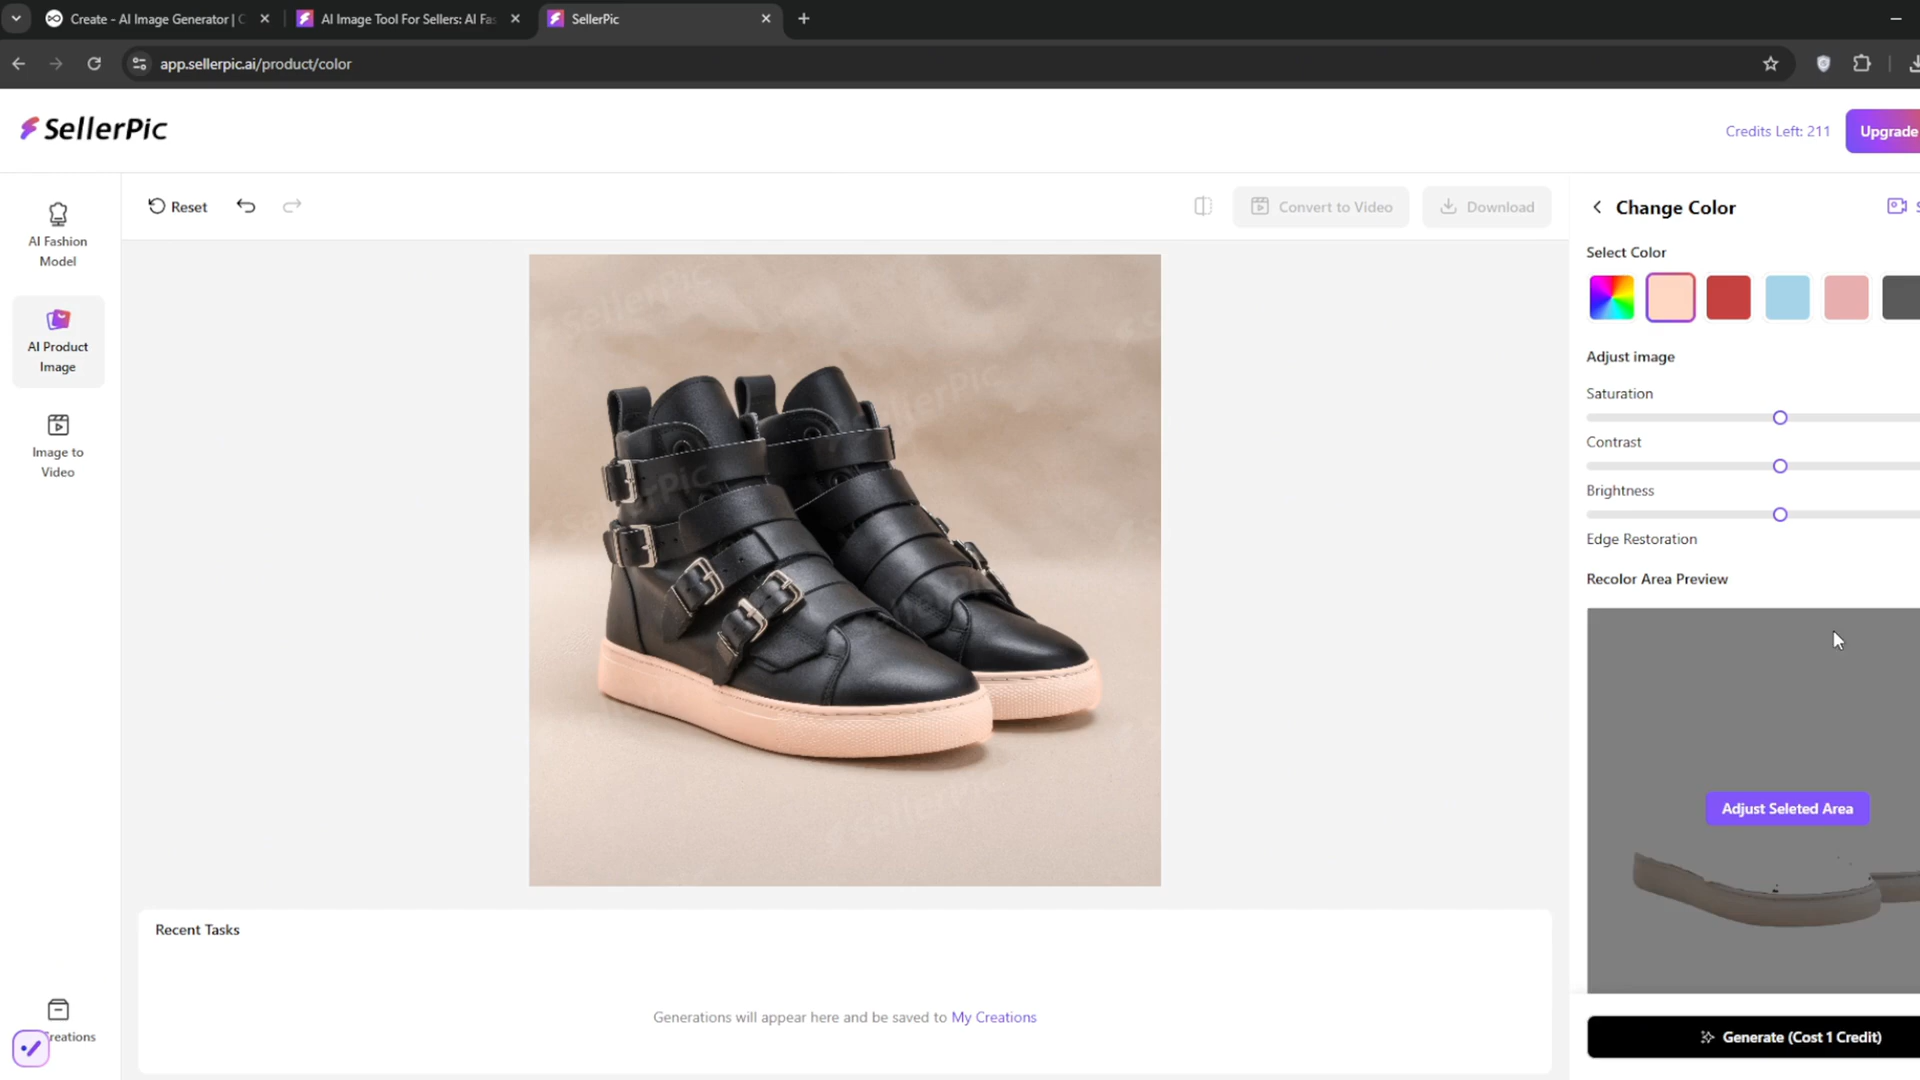 Create - AI Image Generator | C
AI Image Tool For Sellers: AI Fas
SellerPic
app.sellerpic.ai/product/color
SellerPic
Credits Left: 211
Upgrade
AI Fashion
Model
AI Product
Image
Image to
Video
reations
Reset
Convert to Video
Download
SellerPic
SellerPic
Recent Tasks
Generations will appear here and be saved to My Creations
Change Color
Select Color
Adjust image
Saturation
Contrast
Brightness
Edge Restoration
Recolor Area Preview
Adjust Seleted Area
Generate (Cost 1 Credit)